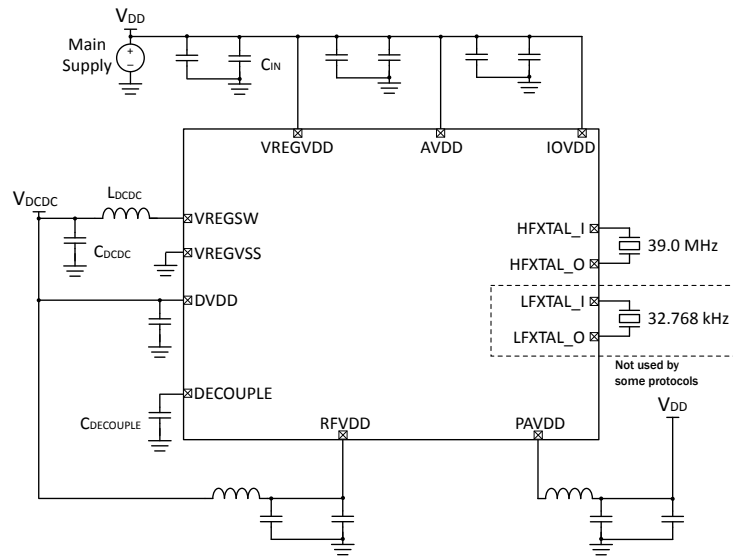 VDD
Main
Supply
+
−
CIN
VREGVDD
AVDD
IOVDD
VDCDC
LDCDC
VREGSW
CDCDC
VREGVSS
DVDD
DECOUPLE
CDECOUPLE
HFXTAL_I
39.0 MHz
HFXTAL_O
LFXTAL_I
32.768 kHz
LFXTAL_O
Not used by
some protocols
RFVDD
PAVDD
VDD